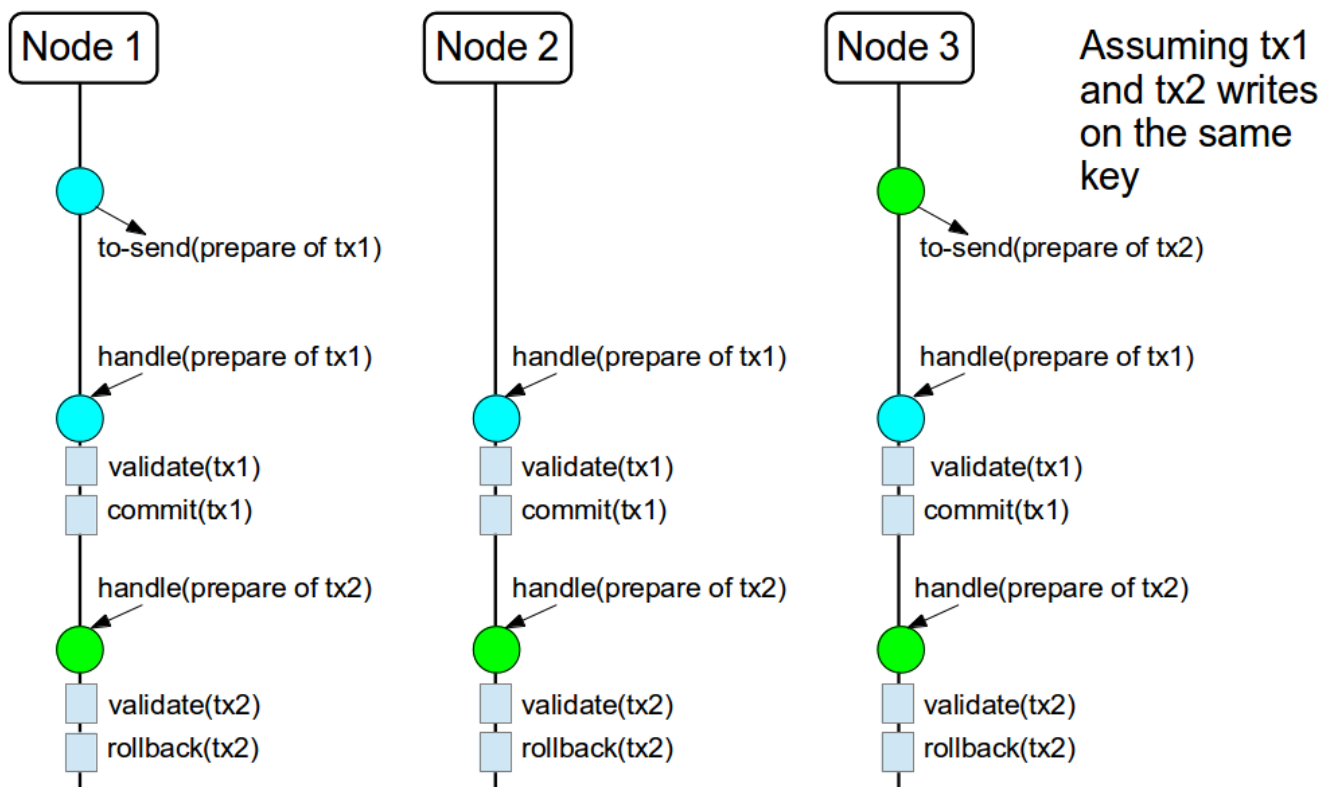 Node 1
Node 2
Node 3
Assuming tx1
and tx2 writes
on the same
key
to-send(prepare of tx1)
to-send(prepare of tx2)
handle(prepare of tx1)
handle(prepare of tx1)
handle(prepare of tx1)
validate(tx1)
validate(tx1)
validate(tx1)
commit(tx1)
commit(tx1)
commit(tx1)
handle(prepare of tx2)
handle(prepare of tx2)
handle(prepare of tx2)
validate(tx2)
validate(tx2)
validate(tx2)
rollback(tx2)
rollback(tx2)
rollback(tx2)